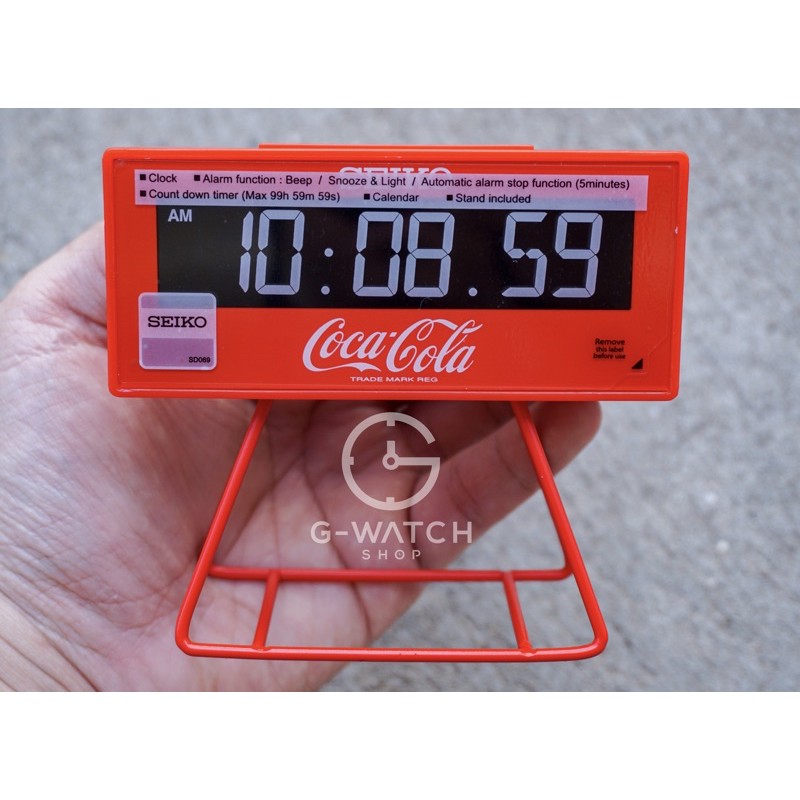 SEIKO
■ Clock ■ Alarm function : Beep / Snooze & Light / Automatic alarm stop function (5minutes)
■ Count down timer (Max 99h 59m 59s) ■ Calendar ■ Stand included
AM 10:08.59
SEIKO
SD069
Coca-Cola
TRADE MARK REG
Remove
this label
before use
G-WATCH
SHOP